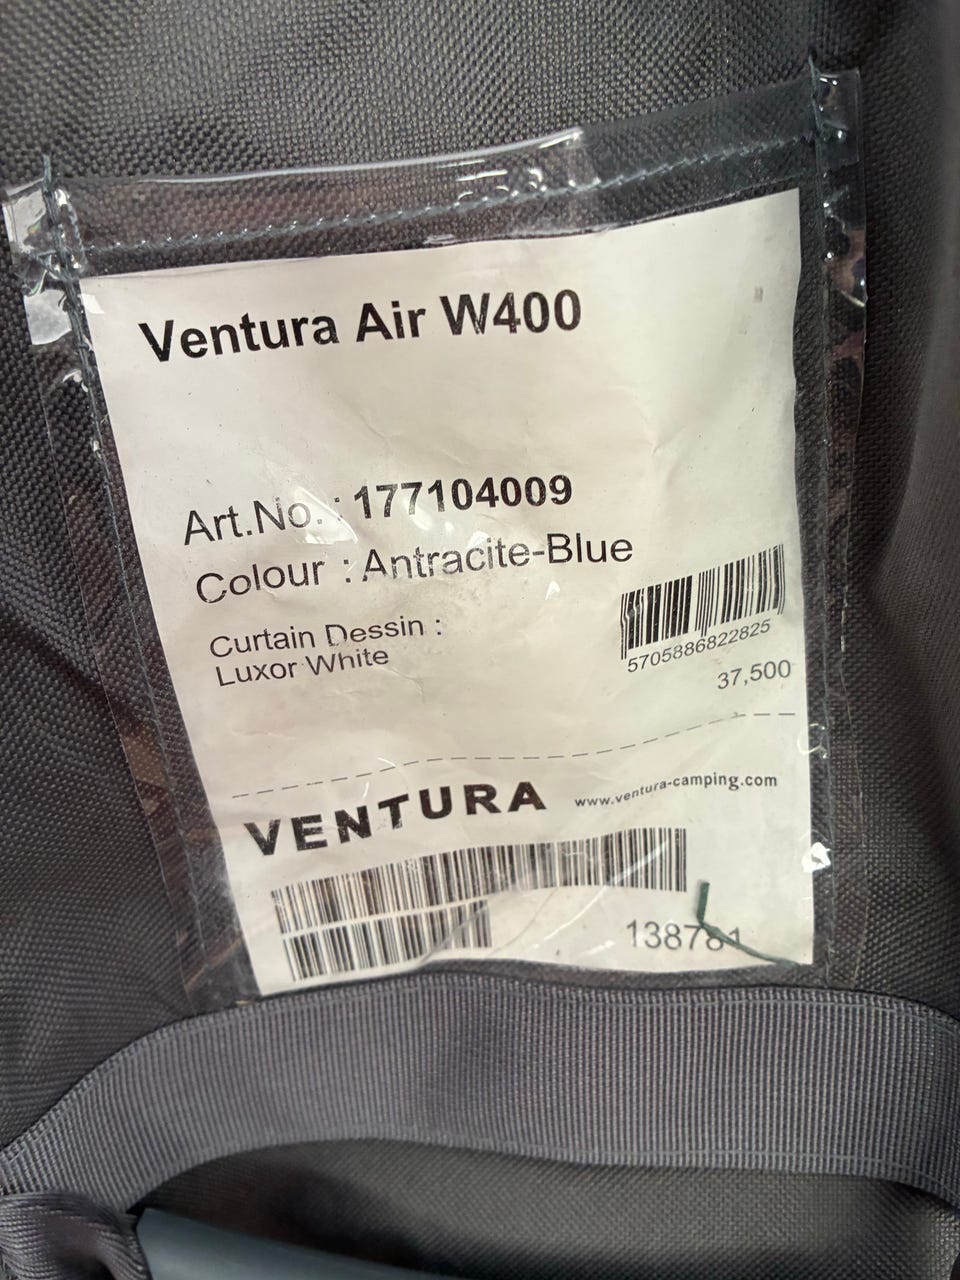 Ventura Air W400
Art.No. : 177104009
Colour : Antracite-Blue
Curtain Dessin :
Luxor White
5705886822825
37,500
VENTURA
www.ventura-camping.com
138781